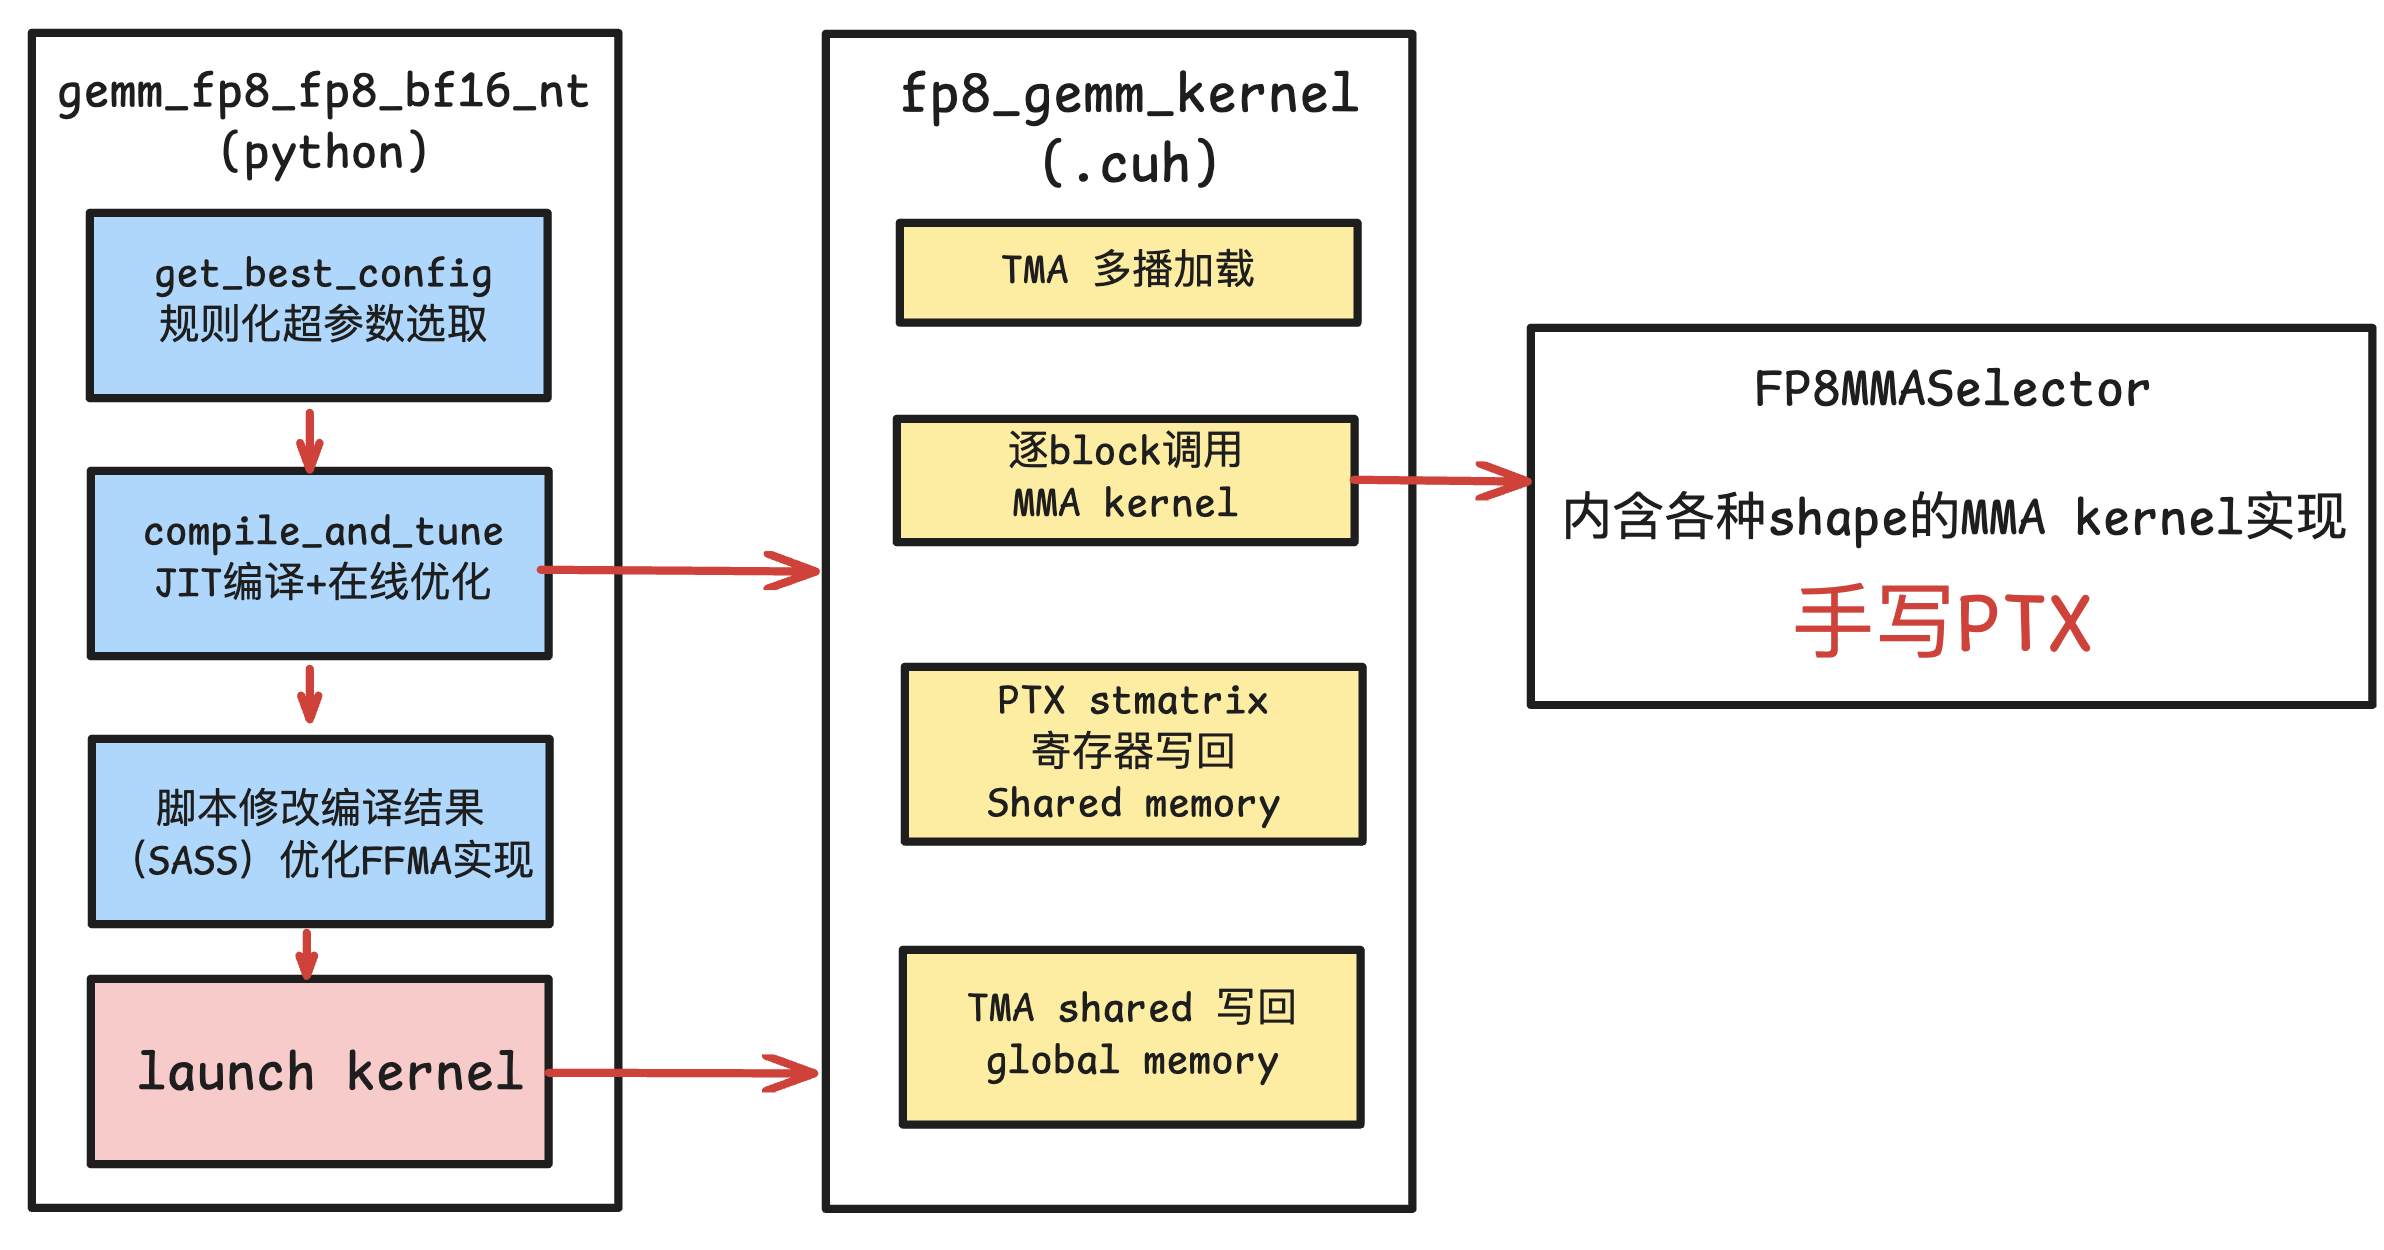 gemm_fp8_fp8_bf16_nt
(python)
get_best_config
规则化超参数选取
compile_and_tune
JIT编译+在线优化
脚本修改编译结果
（SASS）优化FFMA实现
launch kernel
fp8_gemm_kernel
(.cuh)
TMA 多播加载
逐block调用
MMA kernel
PTX stmatrix
寄存器写回
Shared memory
TMA shared 写回
global memory
FP8MMASelector
内含各种shape的MMA kernel实现
手写PTX